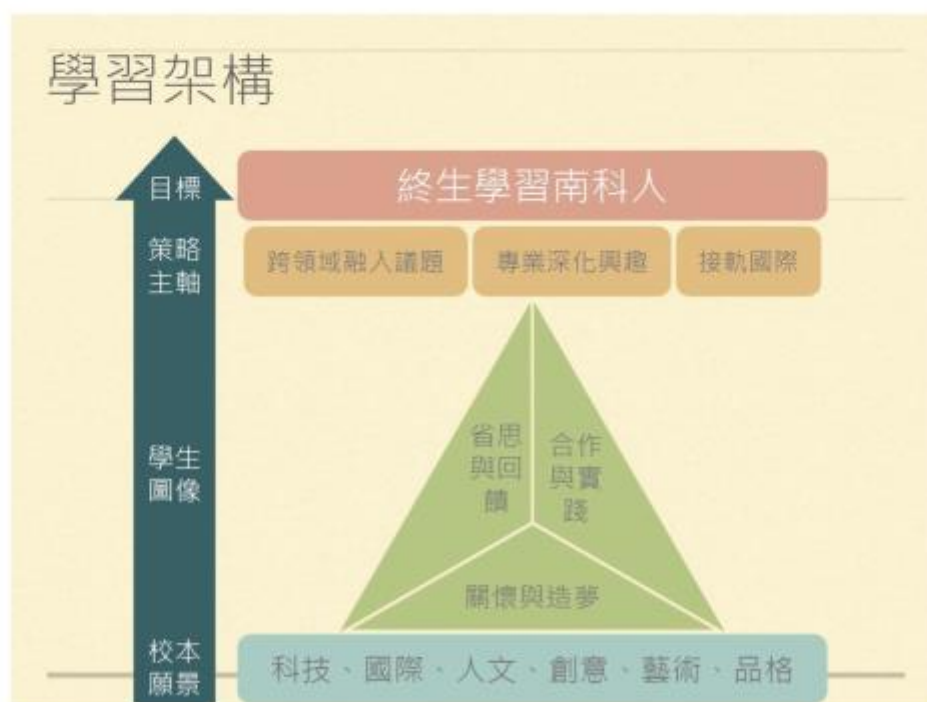 學習架構
目標
終生學習南科人
策略
主軸
跨領域融入議題
專業深化興趣
接軌國際
學生
圖像
省思
與回
饋
合作
與實
踐
關懷與造夢
校本
願景
科技、國際、人文、創意、藝術、品格